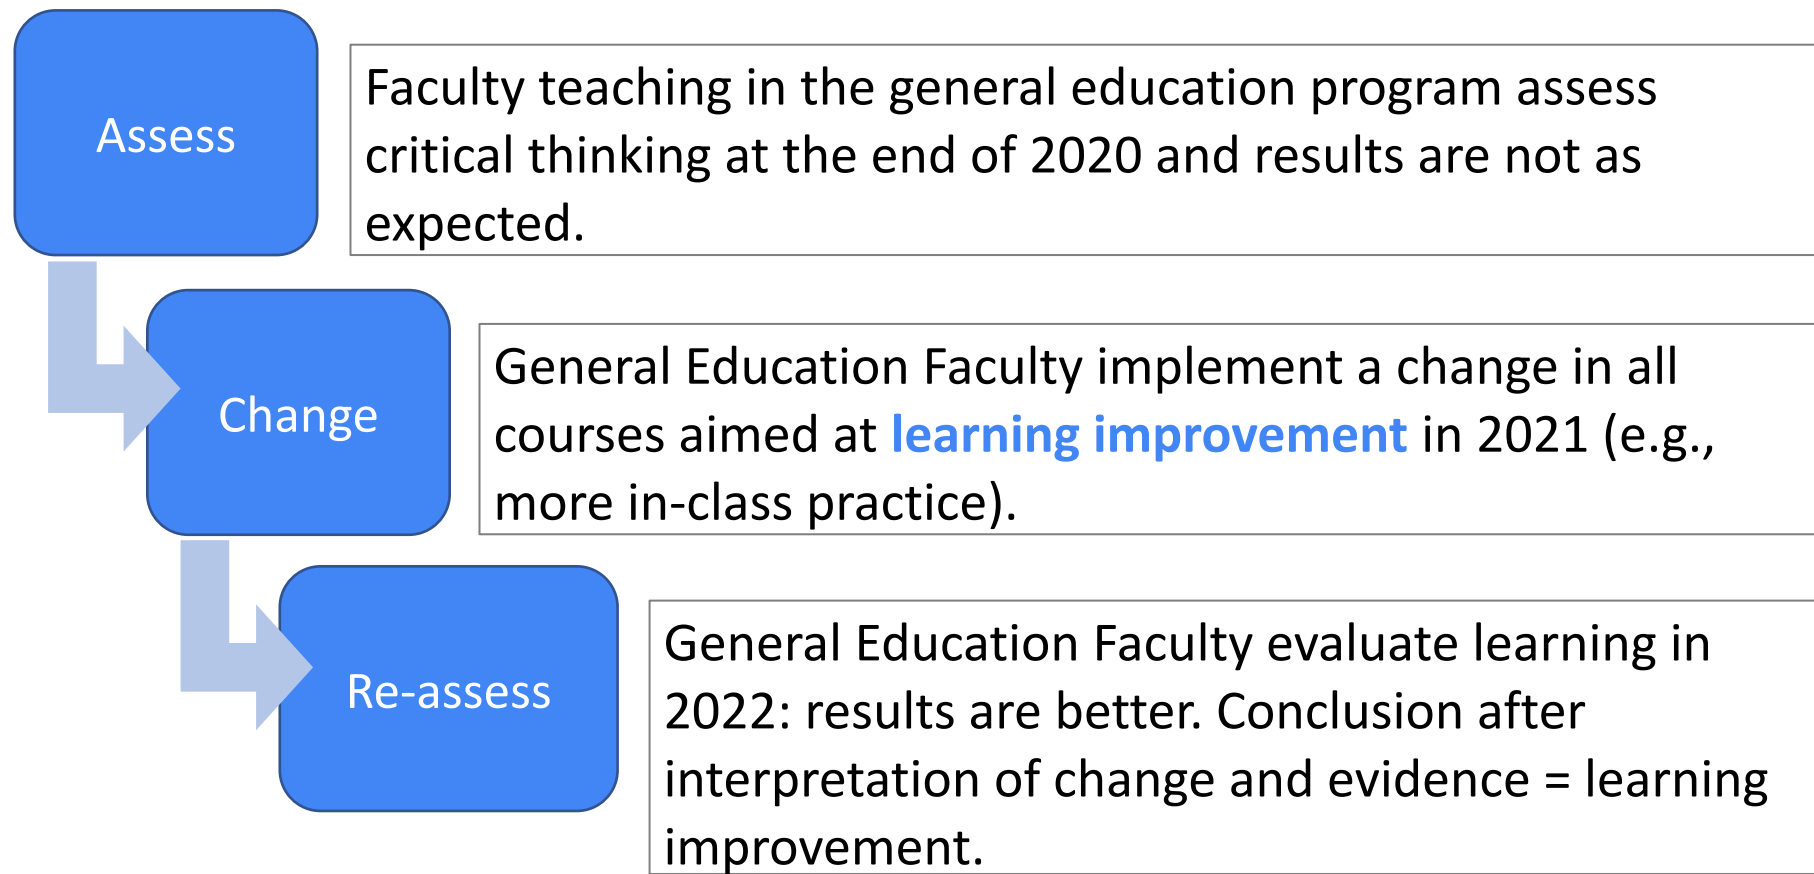 Assess
Faculty teaching in the general education program assess
critical thinking at the end of 2020 and results are not as
expected.
Change
General Education Faculty implement a change in all
courses aimed at learning improvement in 2021 (e.g.,
more in-class practice).
Re-assess
General Education Faculty evaluate learning in
2022: results are better. Conclusion after
interpretation of change and evidence = learning
improvement.